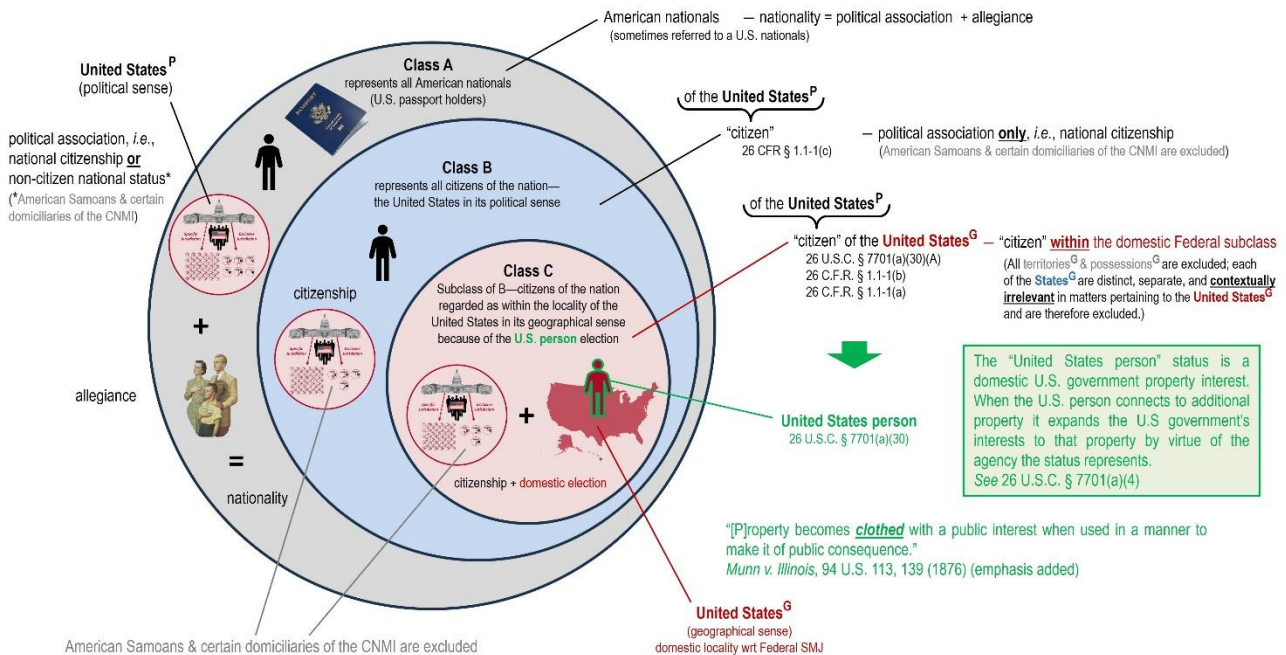 American nationals — nationality = political association + allegiance
(sometimes referred to a U.S. nationals)
United States^P
(political sense)
political association, i.e.,
national citizenship or
non-citizen national status*
(*American Samoans & certain
domiciliaries of the CNMI)
+
allegiance
=
nationality
Class A
represents all American nationals
(U.S. passport holders)
PASSPORT
Class B
represents all citizens of the nation—
the United States in its political sense
citizenship
Class C
Subclass of B—citizens of the nation
regarded as within the locality of the
United States in its geographical sense
because of the U.S. person election
+
citizenship + domestic election
of the United States^P
"citizen"
26 CFR § 1.1-1(c)
— political association only, i.e., national citizenship
(American Samoans & certain domiciliaries of the CNMI are excluded)
of the United States^P
"citizen" of the United States^G
26 U.S.C. § 7701(a)(30)(A)
26 C.F.R. § 1.1-1(b)
26 C.F.R. § 1.1-1(a)
— "citizen" within the domestic Federal subclass
(All territories^G & possessions^G are excluded; each
of the States^G are distinct, separate, and contextually
irrelevant in matters pertaining to the United States^G
and are therefore excluded.)
United States person
26 U.S.C. § 7701(a)(30)
The "United States person" status is a
domestic U.S. government property interest.
When the U.S. person connects to additional
property it expands the U.S government's
interests to that property by virtue of the
agency the status represents.
See 26 U.S.C. § 7701(a)(4)
"[P]roperty becomes clothed with a public interest when used in a manner to
make it of public consequence."
Munn v. Illinois, 94 U.S. 113, 139 (1876) (emphasis added)
United States^G
(geographical sense)
domestic locality wrt Federal SMJ
American Samoans & certain domiciliaries of the CNMI are excluded